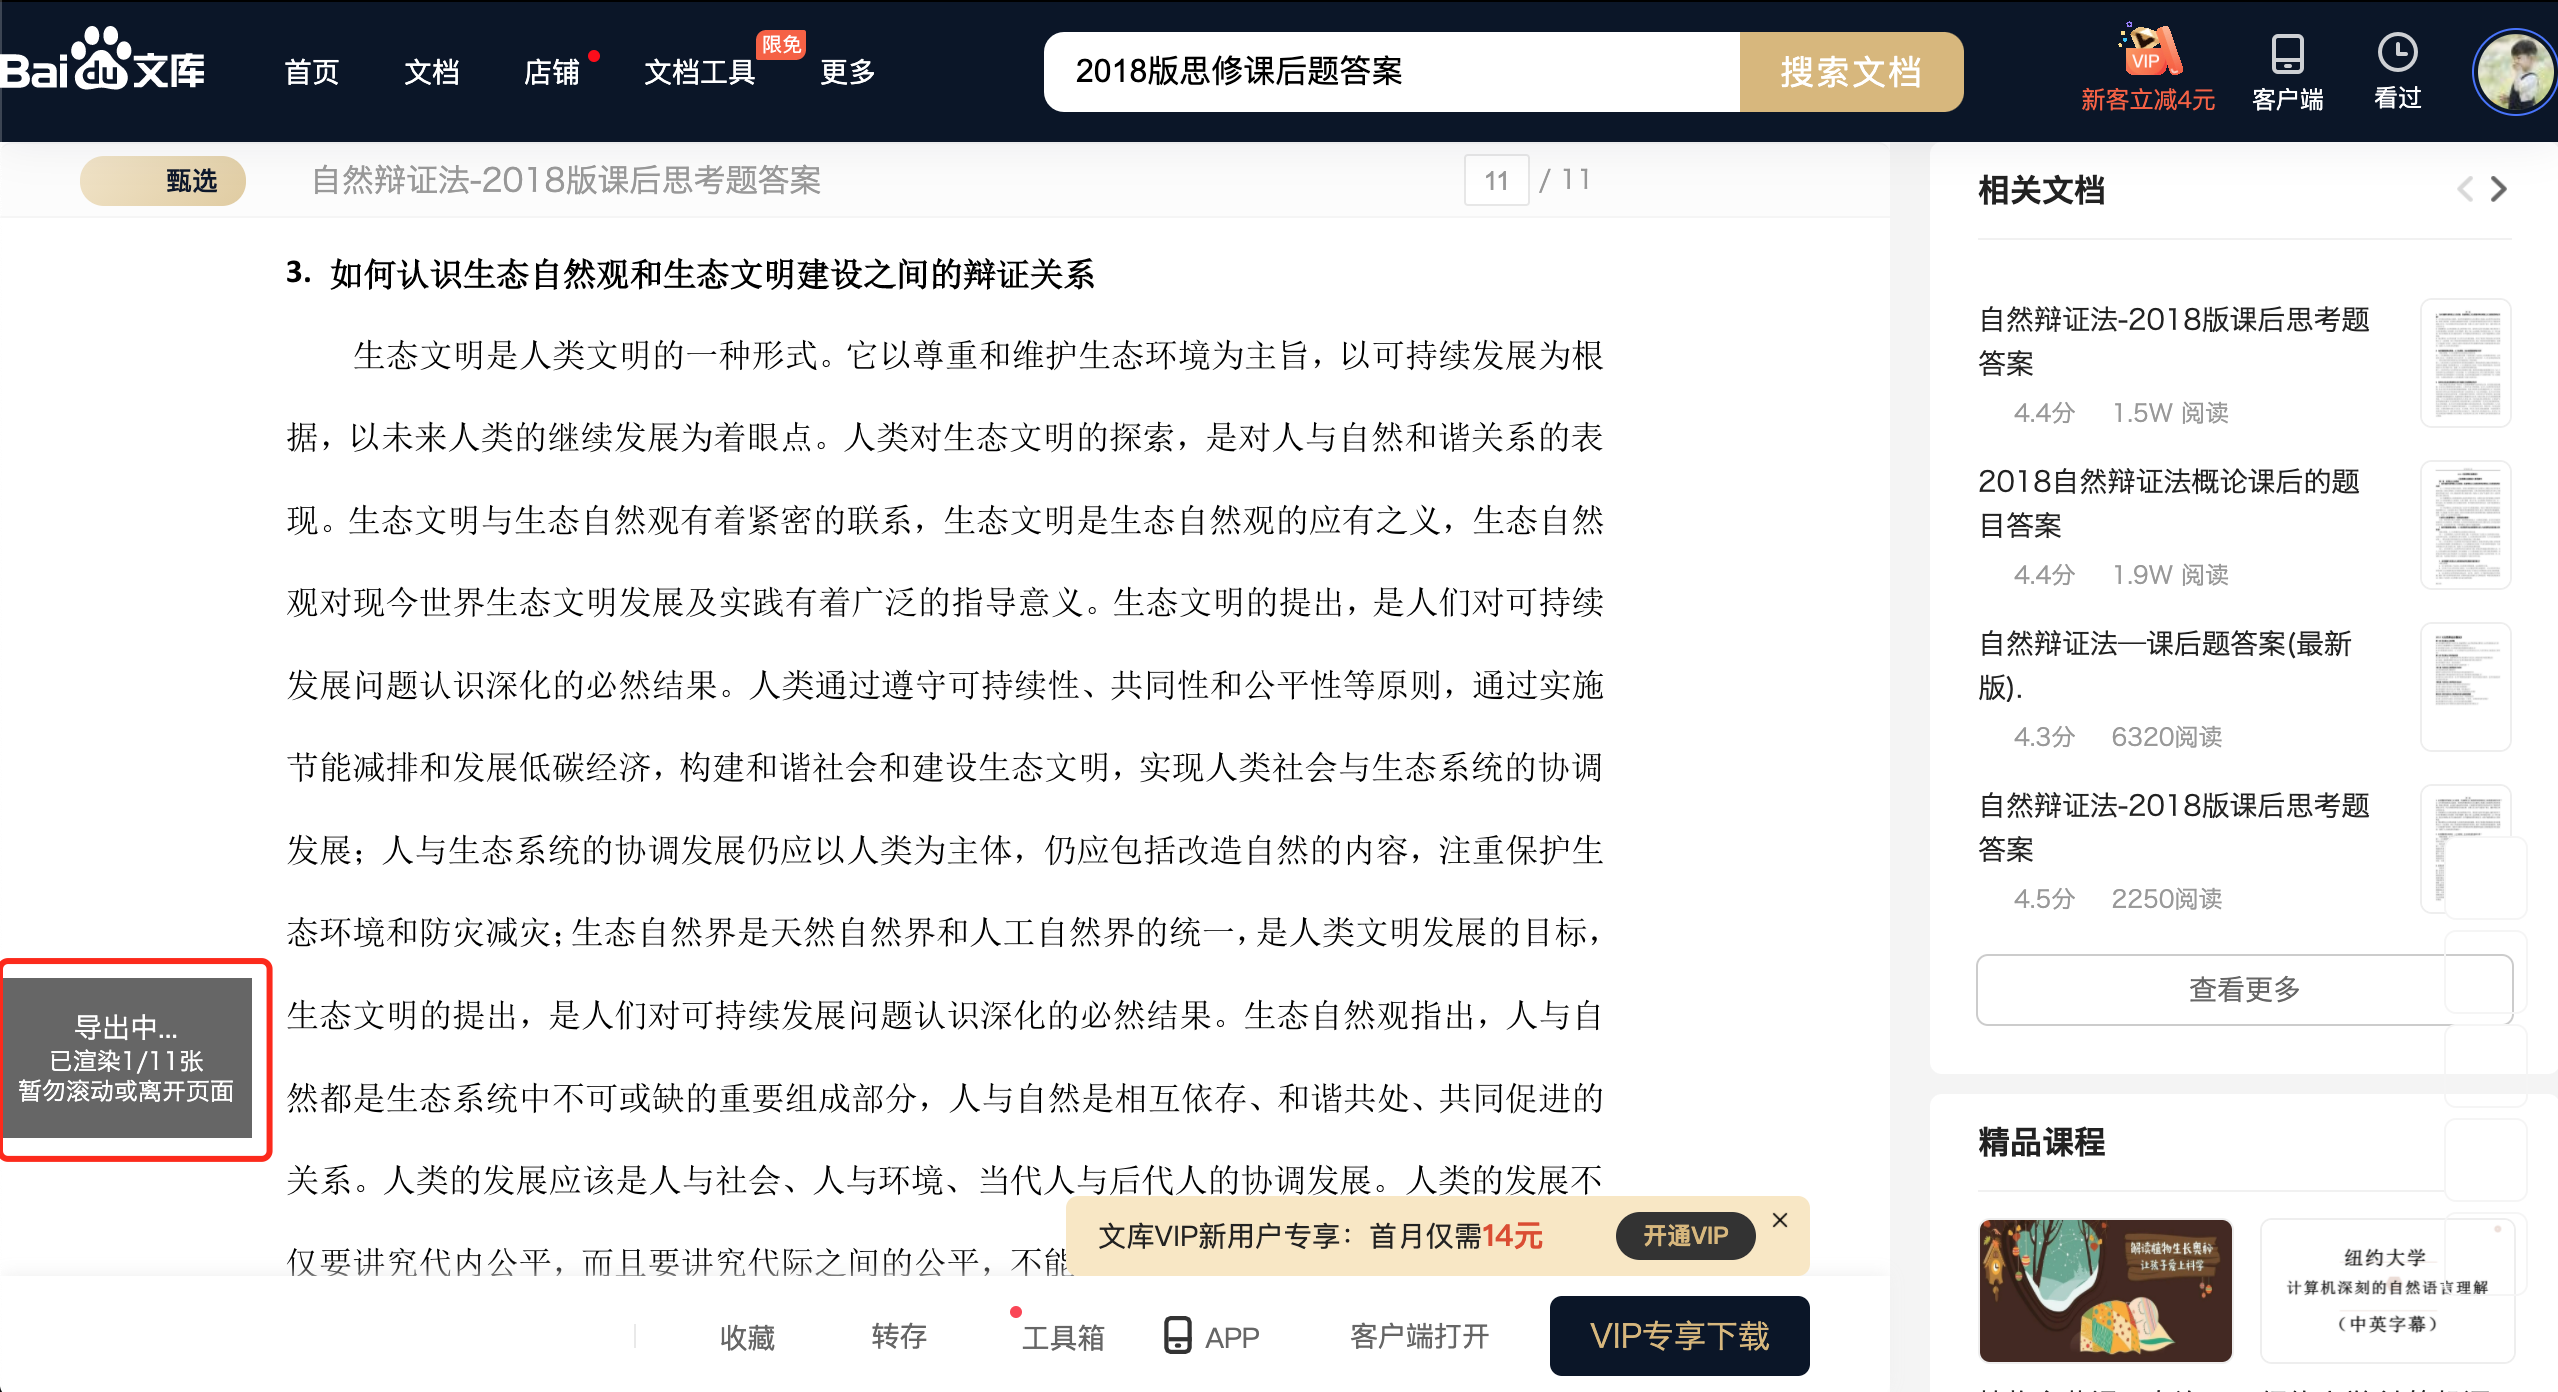 Bai du 文库
首页
文档
店铺
文档工具
限免
更多
2018版思修课后题答案
搜索文档
VIP
新客立减4元
客户端
看过
甄选
自然辩证法-2018版课后思考题答案
11 / 11
3. 如何认识生态自然观和生态文明建设之间的辩证关系
生态文明是人类文明的一种形式。它以尊重和维护生态环境为主旨，以可持续发展为根
据，以未来人类的继续发展为着眼点。人类对生态文明的探索，是对人与自然和谐关系的表
现。生态文明与生态自然观有着紧密的联系，生态文明是生态自然观的应有之义，生态自然
观对现今世界生态文明发展及实践有着广泛的指导意义。生态文明的提出，是人们对可持续
发展问题认识深化的必然结果。人类通过遵守可持续性、共同性和公平性等原则，通过实施
节能减排和发展低碳经济，构建和谐社会和建设生态文明，实现人类社会与生态系统的协调
发展；人与生态系统的协调发展仍应以人类为主体，仍应包括改造自然的内容，注重保护生
态环境和防灾减灾；生态自然界是天然自然界和人工自然界的统一，是人类文明发展的目标，
生态文明的提出，是人们对可持续发展问题认识深化的必然结果。生态自然观指出，人与自
然都是生态系统中不可或缺的重要组成部分，人与自然是相互依存、和谐共处、共同促进的
关系。人类的发展应该是人与社会、人与环境、当代人与后代人的协调发展。人类的发展不
仅要讲究代内公平，而且要讲究代际之间的公平，不能
导出中...
已渲染1/11张
暂勿滚动或离开页面
文库VIP新用户专享：首月仅需14元
开通VIP
收藏
转存
工具箱
APP
客户端打开
VIP专享下载
相关文档
自然辩证法-2018版课后思考题
答案
4.4分 1.5W 阅读
2018自然辩证法概论课后的题
目答案
4.4分 1.9W 阅读
自然辩证法—课后题答案(最新
版).
4.3分 6320阅读
自然辩证法-2018版课后思考题
答案
4.5分 2250阅读
查看更多
精品课程
解读植物生长奥秘
让孩子爱上科学
纽约大学
计算机深刻的自然语言理解
（中英字幕）